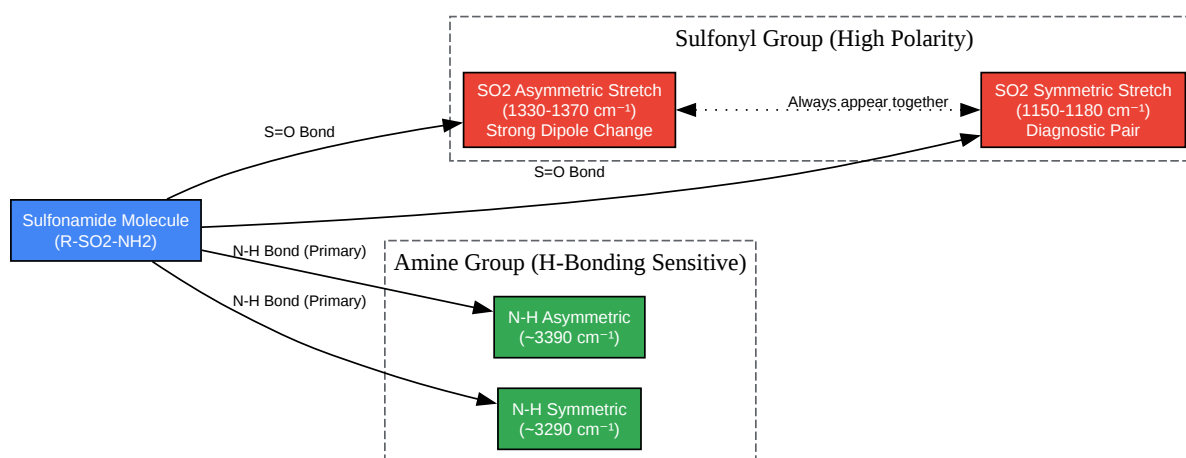 Sulfonyl Group (High Polarity)
SO2 Asymmetric Stretch
(1330-1370 cm⁻¹)
Strong Dipole Change
Always appear together
SO2 Symmetric Stretch
(1150-1180 cm⁻¹)
Diagnostic Pair
S=O Bond
S=O Bond
Sulfonamide Molecule
(R-SO2-NH2)
N-H Bond (Primary)
N-H Bond (Primary)
Amine Group (H-Bonding Sensitive)
N-H Asymmetric
(~3390 cm⁻¹)
N-H Symmetric
(~3290 cm⁻¹)